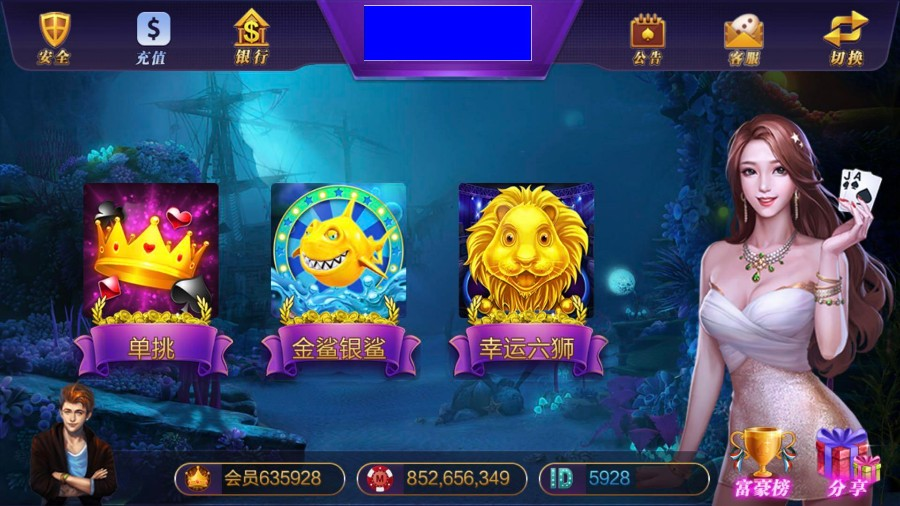 安全
充值
银行
公告
客服
切换
J A
单挑
金鲨银鲨
幸运六狮
会员635928
M
852,656,349
ID
5928
富豪榜
分享